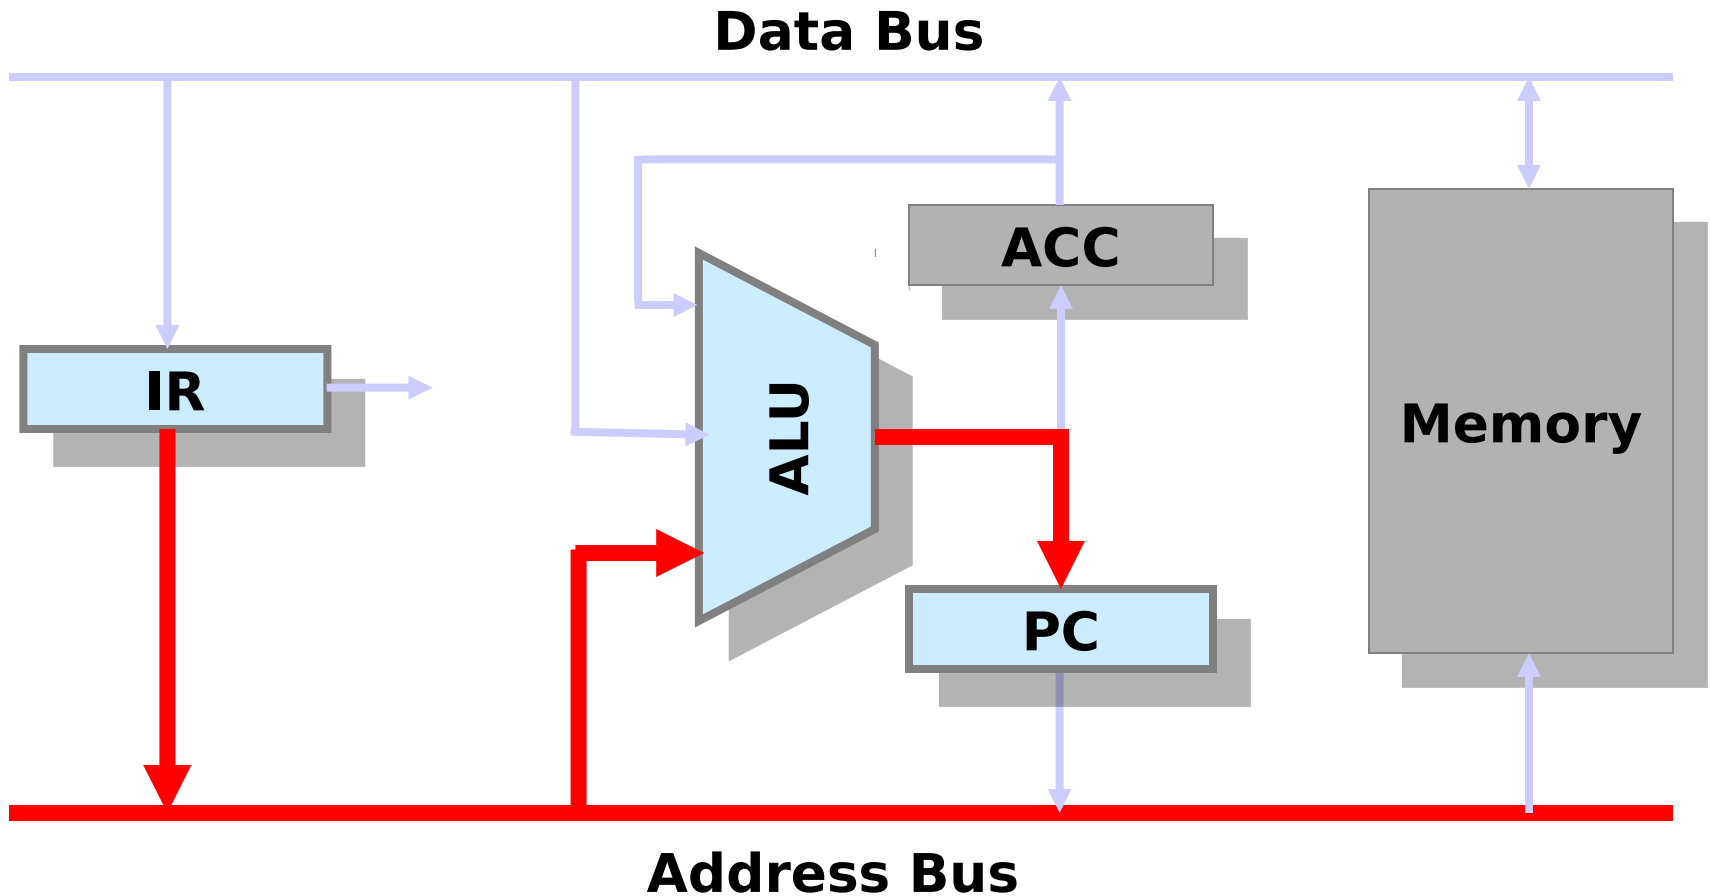 Data Bus
ACC
IR
ALU
Memory
PC
Address Bus